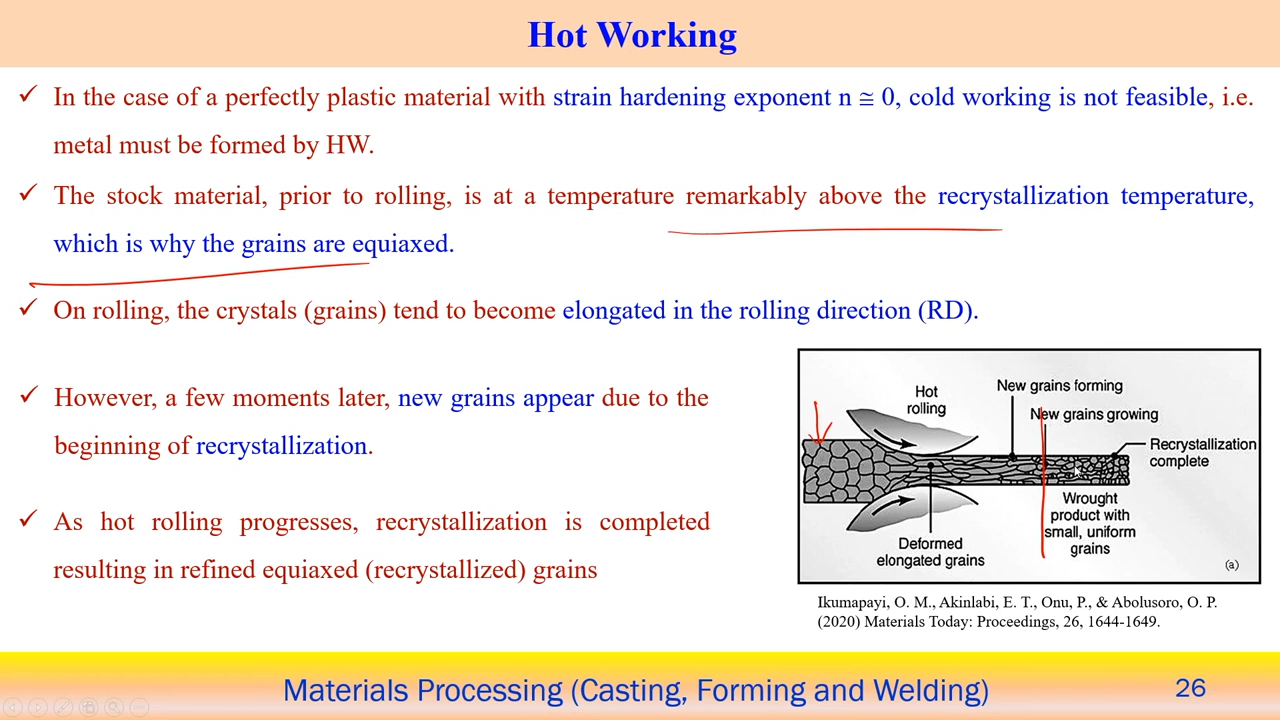 Hot Working
✓ In the case of a perfectly plastic material with strain hardening exponent n ≅ 0, cold working is not feasible, i.e.
metal must be formed by HW.
✓ The stock material, prior to rolling, is at a temperature remarkably above the recrystallization temperature,
which is why the grains are equiaxed.
✓ On rolling, the crystals (grains) tend to become elongated in the rolling direction (RD).
✓ However, a few moments later, new grains appear due to the
beginning of recrystallization.
✓ As hot rolling progresses, recrystallization is completed
resulting in refined equiaxed (recrystallized) grains
Hot
rolling
New grains forming
New grains growing
Recrystallization
complete
Wrought
product with
small, uniform
grains
Deformed
elongated grains
(a)
Ikumapayi, O. M., Akinlabi, E. T., Onu, P., & Abolusoro, O. P.
(2020) Materials Today: Proceedings, 26, 1644-1649.
Materials Processing (Casting, Forming and Welding)
26